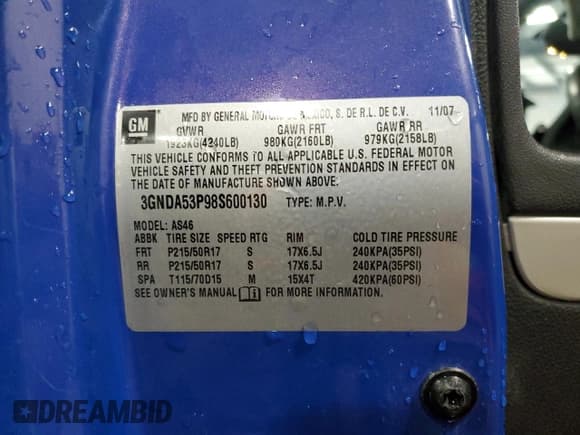 GM
MFD BY GENERAL MOTORS DE MEXICO, S. DE R.L. DE C.V. 11/07
GVWR GAWR FRT GAWR RR
1923KG(4240LB) 980KG(2160LB) 979KG(2158LB)
THIS VEHICLE CONFORMS TO ALL APPLICABLE U.S. FEDERAL MOTOR
VEHICLE SAFETY AND THEFT PREVENTION STANDARDS IN EFFECT ON
THE DATE OF MANUFACTURE SHOWN ABOVE.
3GNDA53P98S600130 TYPE: M.P.V.
MODEL: AS46
ABBK TIRE SIZE SPEED RTG RIM COLD TIRE PRESSURE
FRT P215/50R17 S 17X6.5J 240KPA(35PSI)
RR P215/50R17 S 17X6.5J 240KPA(35PSI)
SPA T115/70D15 M 15X4T 420KPA(60PSI)
SEE OWNER'S MANUAL FOR MORE INFORMATION.
DREAMBID